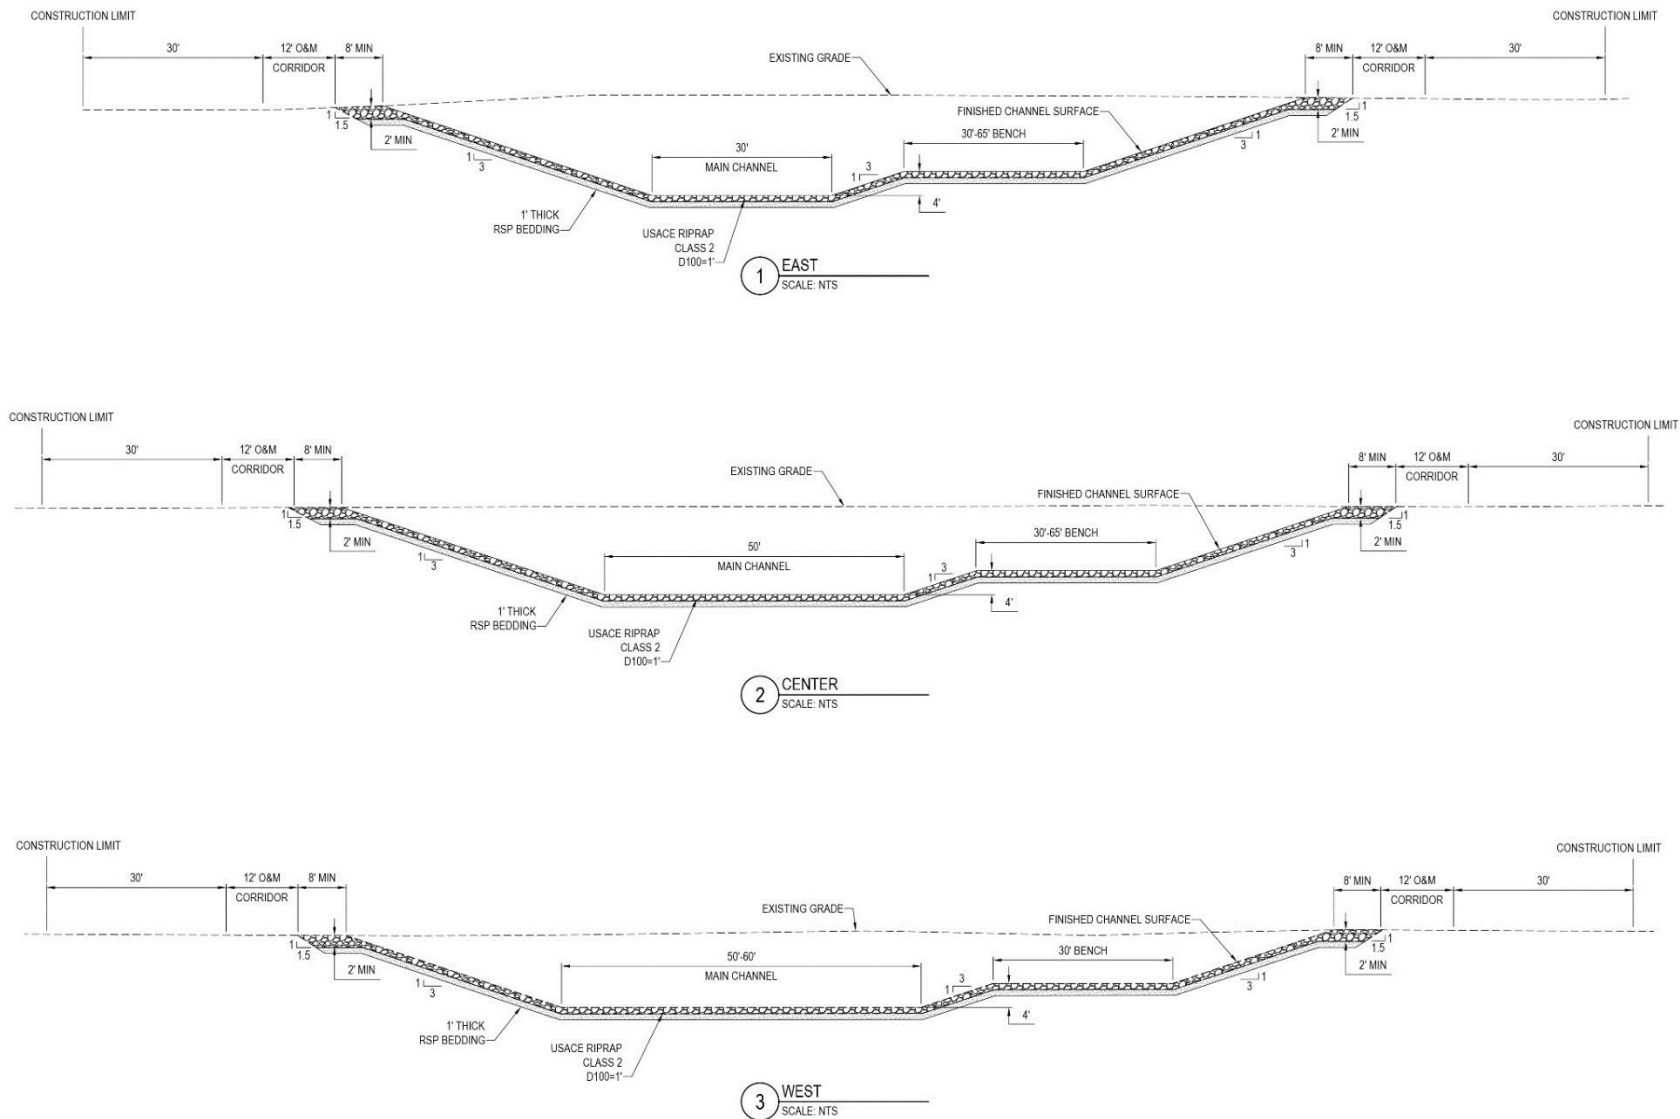 CONSTRUCTION LIMIT
CONSTRUCTION LIMIT
30'
12' O&M
CORRIDOR
8' MIN
EXISTING GRADE
8' MIN
12' O&M
CORRIDOR
30'
FINISHED CHANNEL SURFACE
1
1.5
2' MIN
1
3
30'
MAIN CHANNEL
1
3
30'-65' BENCH
4'
3
1
1
1.5
2' MIN
1' THICK
RSP BEDDING
USACE RIPRAP
CLASS 2
D100=1'
1
EAST
SCALE: NTS
CONSTRUCTION LIMIT
CONSTRUCTION LIMIT
30'
12' O&M
CORRIDOR
8' MIN
EXISTING GRADE
8' MIN
12' O&M
CORRIDOR
30'
FINISHED CHANNEL SURFACE
1
1.5
2' MIN
1
3
50'
MAIN CHANNEL
1
3
30'-65' BENCH
4'
3
1
1
1.5
2' MIN
1' THICK
RSP BEDDING
USACE RIPRAP
CLASS 2
D100=1'
2
CENTER
SCALE: NTS
CONSTRUCTION LIMIT
CONSTRUCTION LIMIT
30'
12' O&M
CORRIDOR
8' MIN
EXISTING GRADE
8' MIN
12' O&M
CORRIDOR
30'
FINISHED CHANNEL SURFACE
1
1.5
2' MIN
1
3
50'-60'
MAIN CHANNEL
1
3
30' BENCH
4'
3
1
1
1.5
2' MIN
1' THICK
RSP BEDDING
USACE RIPRAP
CLASS 2
D100=1'
3
WEST
SCALE: NTS